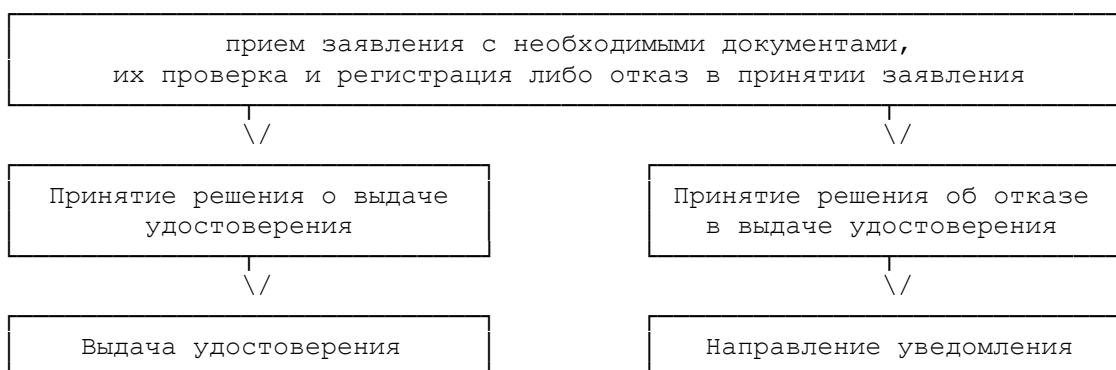 прием заявления с необходимыми документами,
их проверка и регистрация либо отказ в принятии заявления
Принятие решения о выдаче
удостоверения
Принятие решения об отказе
в выдаче удостоверения
Выдача удостоверения
Направление уведомления